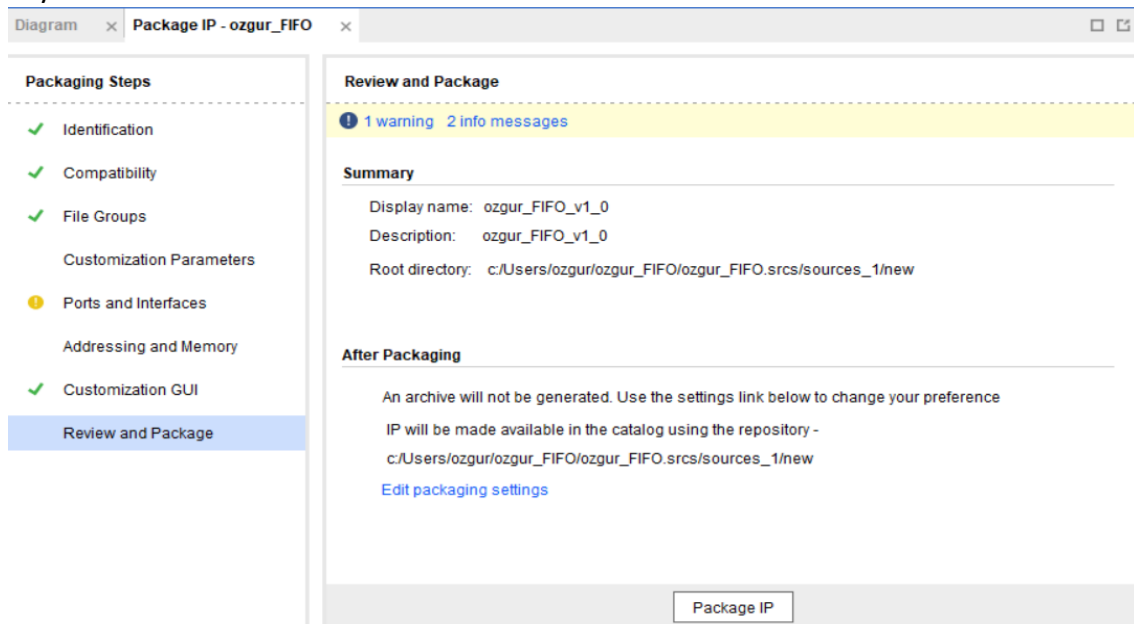 Diagram × Package IP - ozgur_FIFO ×
Packaging Steps
Identification
Compatibility
File Groups
Customization Parameters
Ports and Interfaces
Addressing and Memory
Customization GUI
Review and Package
Review and Package
1 warning 2 info messages
Summary
Display name: ozgur_FIFO_v1_0
Description: ozgur_FIFO_v1_0
Root directory: c:/Users/ozgur/ozgur_FIFO/ozgur_FIFO.srcs/sources_1/new
After Packaging
An archive will not be generated. Use the settings link below to change your preference
IP will be made available in the catalog using the repository -
c:/Users/ozgur/ozgur_FIFO/ozgur_FIFO.srcs/sources_1/new
Edit packaging settings
Package IP